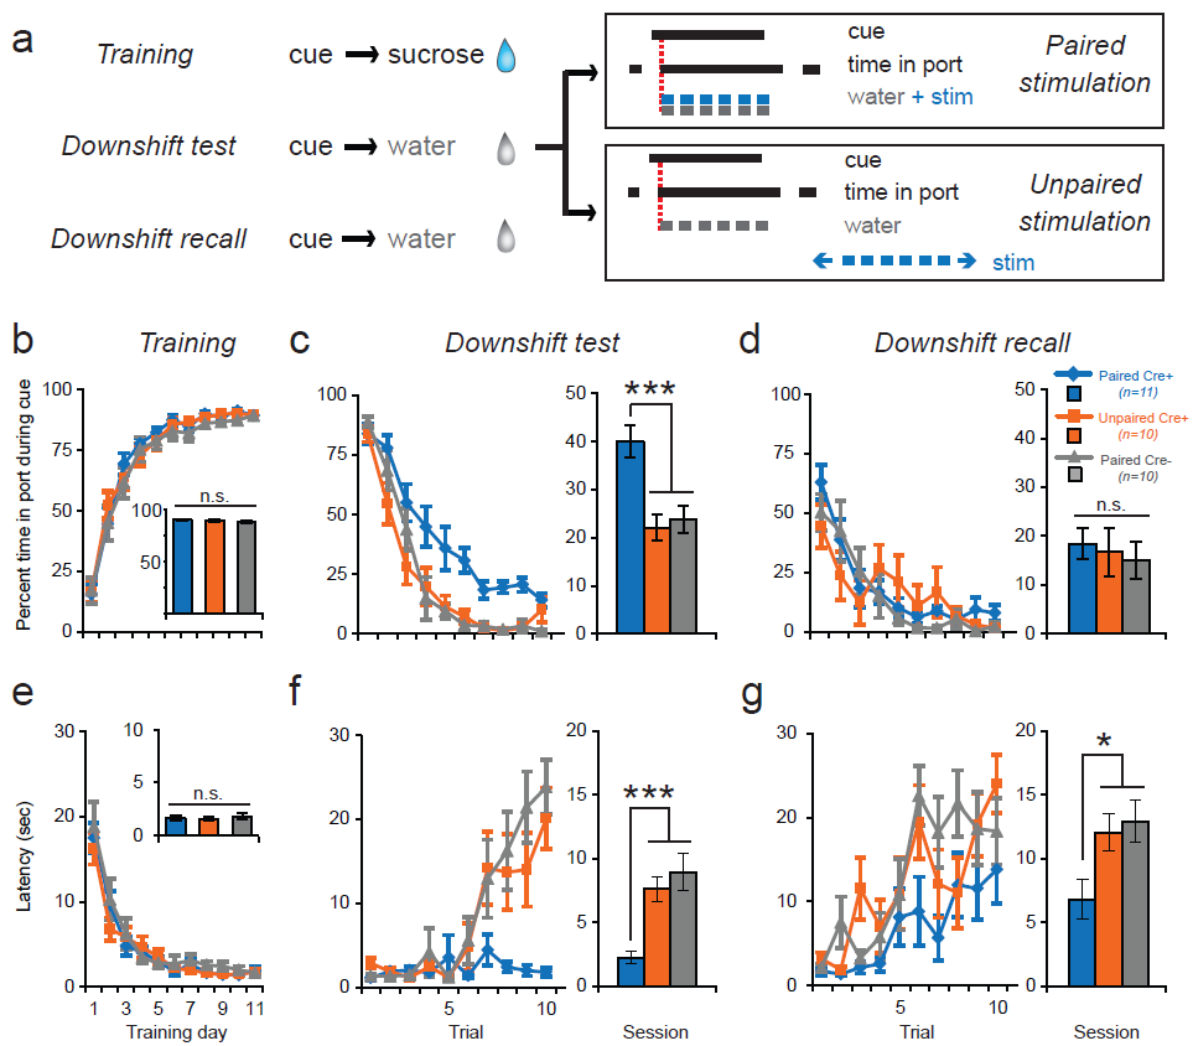 a
Training
cue
sucrose
Downshift test
cue
water
Downshift recall
cue
water
cue
time in port
water + stim
Paired
stimulation
cue
time in port
water
stim
Unpaired
stimulation
b
Training
c
Downshift test
d
Downshift recall
Percent time in port during cue
100
75
50
25
0
n.s.
100
50
0
100
75
50
25
0
50
40
30
20
10
0
***
100
75
50
25
0
50
40
30
20
10
0
n.s.
Paired Cre+
(n=11)
Unpaired Cre+
(n=10)
Paired Cre-
(n=10)
e
f
g
Latency (sec)
30
20
10
0
1 3 5 7 9 11
Training day
10
5
0
n.s.
30
20
10
0
5 10
Trial
20
15
10
5
0
***
Session
30
20
10
0
5 10
Trial
20
15
10
5
0
*
Session